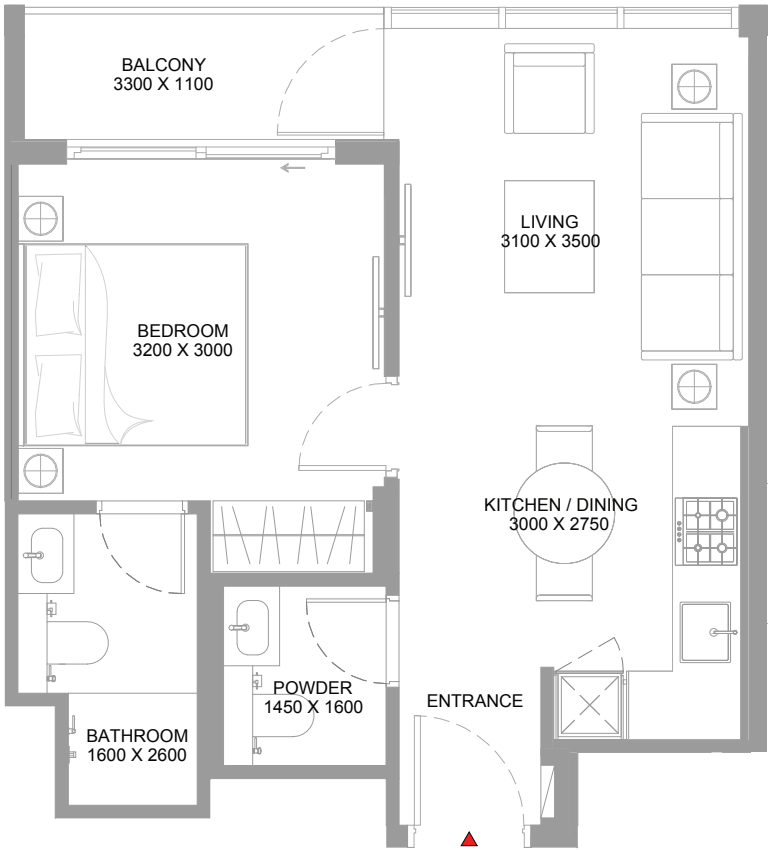 BALCONY
3300 X 1100
LIVING
3100 X 3500
BEDROOM
3200 X 3000
KITCHEN / DINING
3000 X 2750
POWDER
1450 X 1600
ENTRANCE
BATHROOM
1600 X 2600